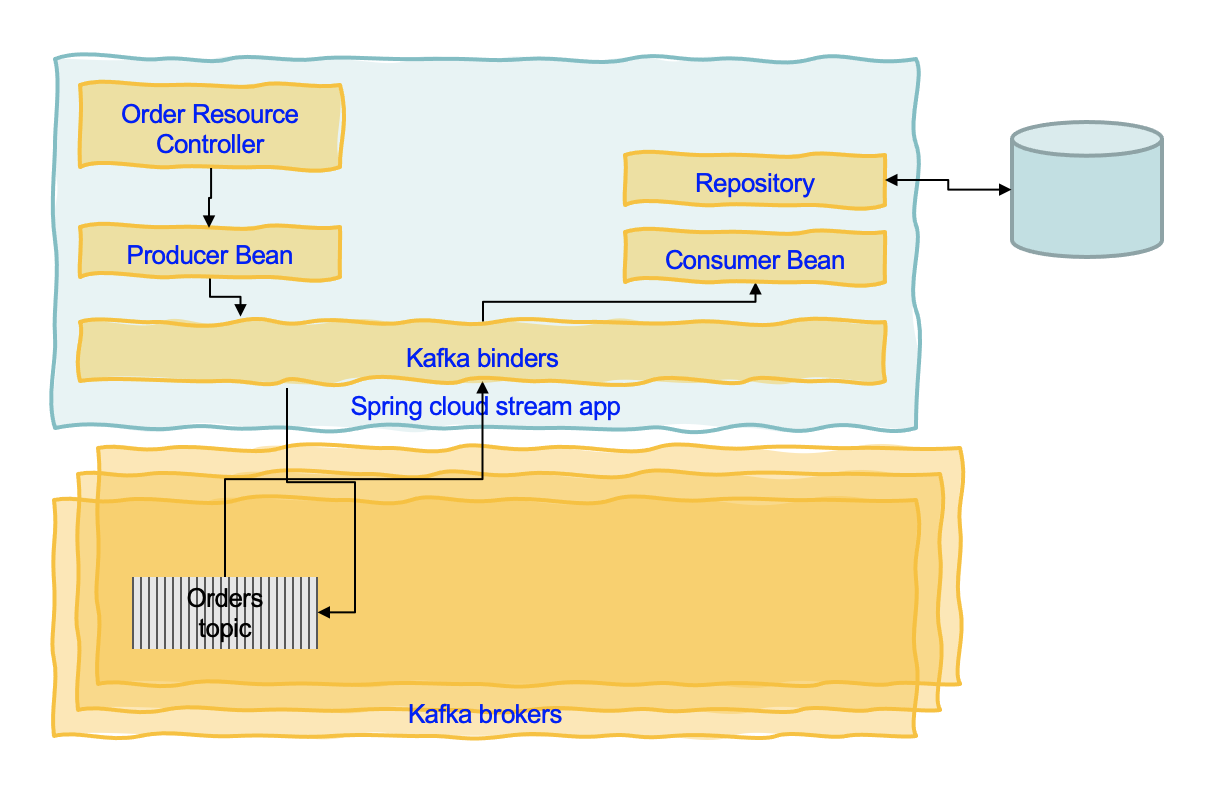 Order Resource
Controller
Repository
Producer Bean
Consumer Bean
Kafka binders
Spring cloud stream app
Orders
topic
Kafka brokers